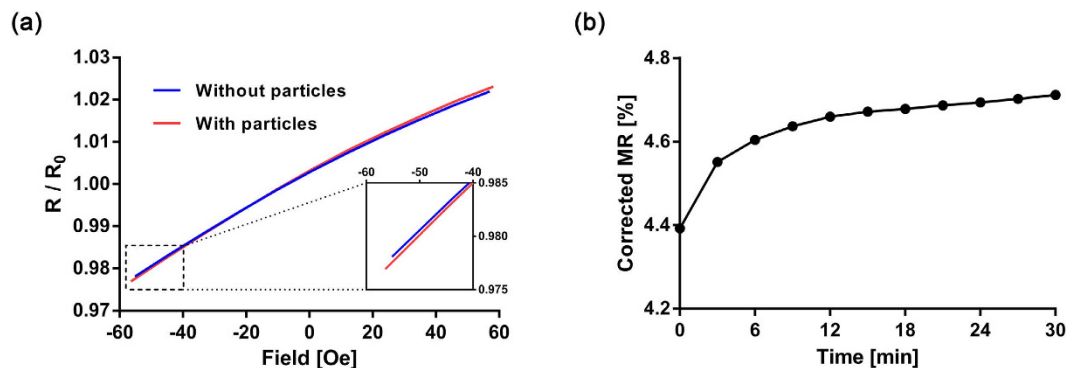 (a)
1.03
1.02
1.01
1.00
0.99
0.98
0.97
R / R0
Without particles
With particles
-60 -40
0.985
0.980
0.975
-60 -40 -20 0 20 40 60
Field [Oe]
(b)
4.8
4.6
4.4
4.2
Corrected MR [%]
0 6 12 18 24 30
Time [min]